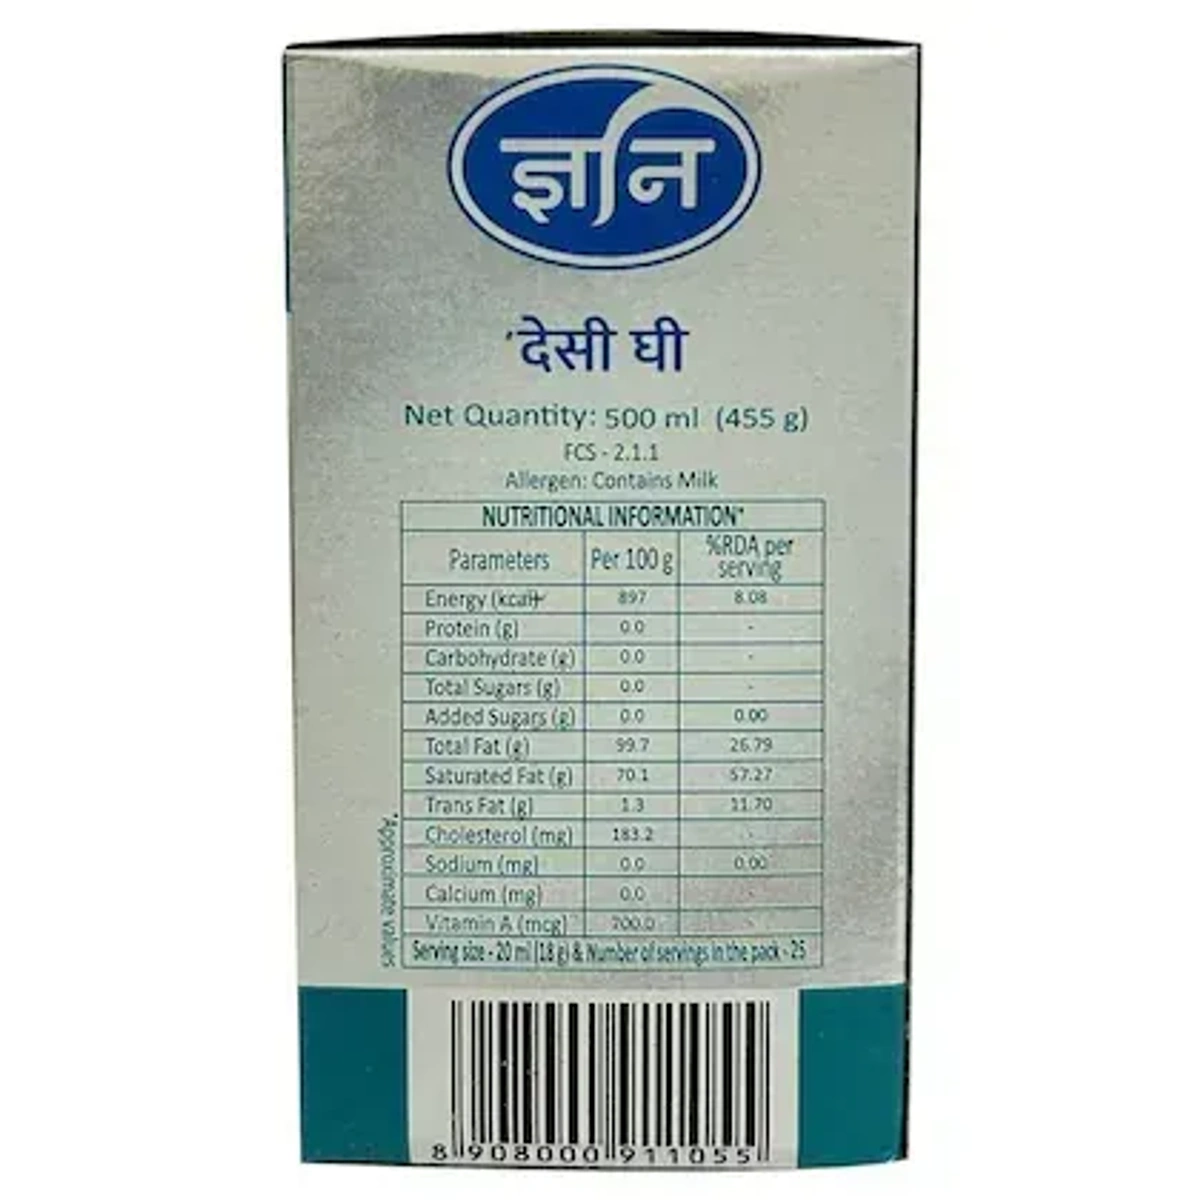 ज्ञान
'देसी घी
Net Quantity: 500 ml (455 g)
FCS - 2.1.1
Allergen: Contains Milk
NUTRITIONAL INFORMATION*
Parameters Per 100 g %RDA per serving
Energy (kcal) 897 8.08
Protein (g) 0.0 -
Carbohydrate (g) 0.0 -
Total Sugars (g) 0.0 -
Added Sugars (g) 0.0 0.00
Total Fat (g) 99.7 26.79
Saturated Fat (g) 70.1 57.27
Trans Fat (g) 1.3 11.70
Cholesterol (mg) 183.2 -
Sodium (mg) 0.0 0.00
Calcium (mg) 0.0 -
Vitamin A (mcg) 700.0 -
Serving size - 20 ml (18 g) & Number of servings in the pack - 25
*Approximate values
8 908000 911055